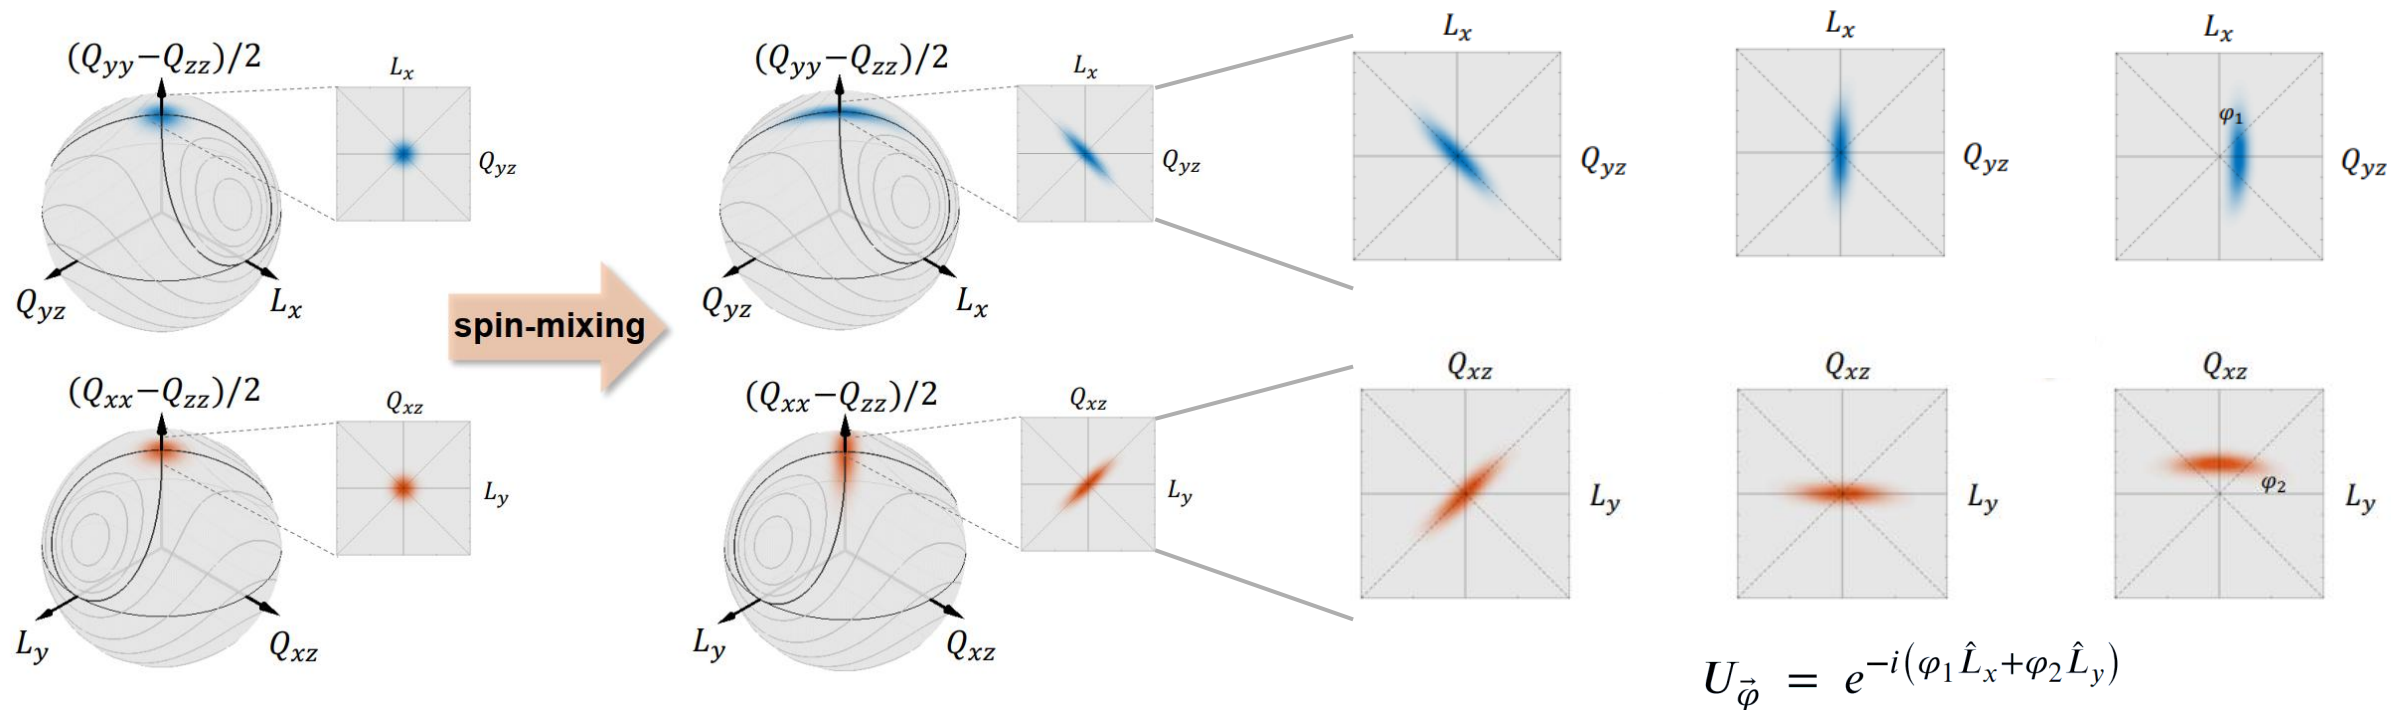 (Q_yy−Q_zz)/2
L_x
Q_yz
Q_yz
L_x
(Q_yy−Q_zz)/2
L_x
Q_yz
Q_yz
L_x
L_x
Q_yz
L_x
Q_yz
L_x
φ_1
Q_yz
spin-mixing
(Q_xx−Q_zz)/2
Q_xz
L_y
L_y
Q_xz
(Q_xx−Q_zz)/2
Q_xz
L_y
L_y
Q_xz
Q_xz
L_y
Q_xz
L_y
Q_xz
φ_2
L_y
U_φ⃗ = e^{−i(φ_1 L̂_x+φ_2 L̂_y)}